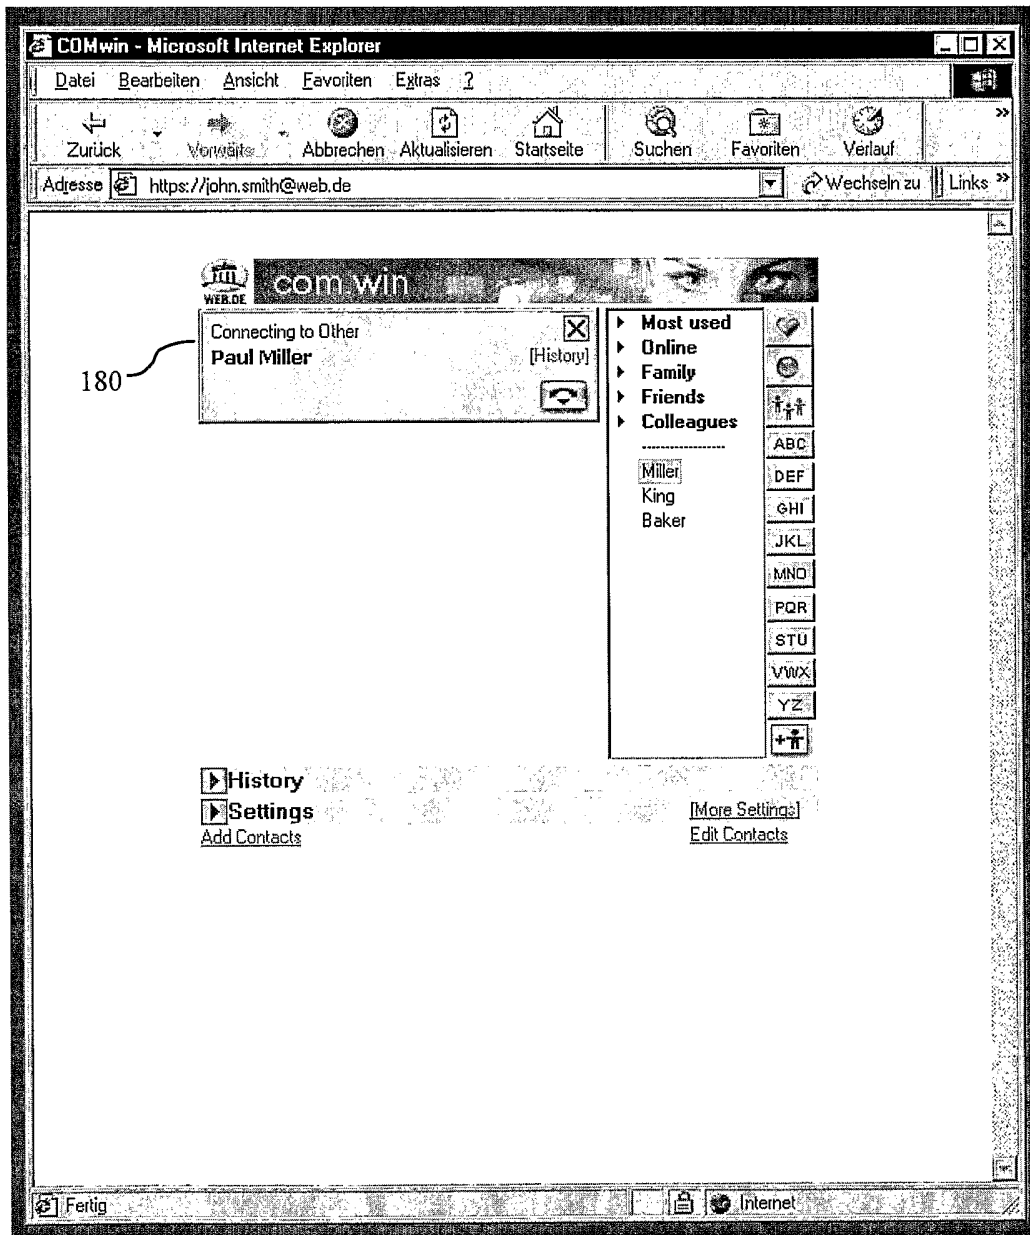 COMwin - Microsoft Internet Explorer
Datei Bearbeiten Ansicht Favoriten Extras ?
Zurück Vorwärts Abbrechen Aktualisieren Startseite Suchen Favoriten Verlauf »
Adresse https://john.smith@web.de Wechseln zu Links »
WEB.DE com.win
Connecting to Other
Paul Miller
[History]
180
Most used
Online
Family
Friends
Colleagues
----------------
Miller
King
Baker
ABC
DEF
GHI
JKL
MNO
PQR
STU
VWX
YZ
+
History
Settings [More Settings]
Add Contacts Edit Contacts
Fertig Internet